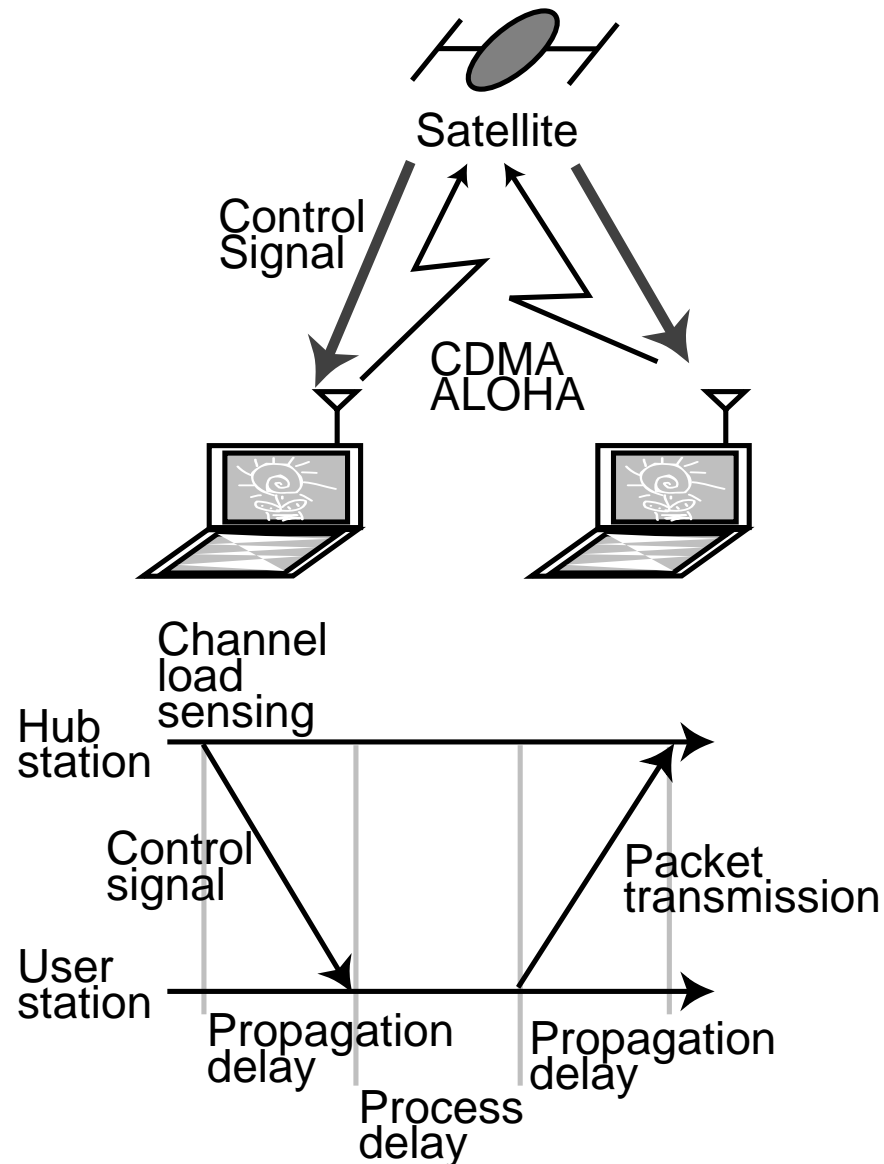 Satellite
Control
Signal
CDMA
ALOHA
Channel
load
sensing
Hub
station
Control
signal
Packet
transmission
User
station
Propagation
delay
Process
delay
Propagation
delay